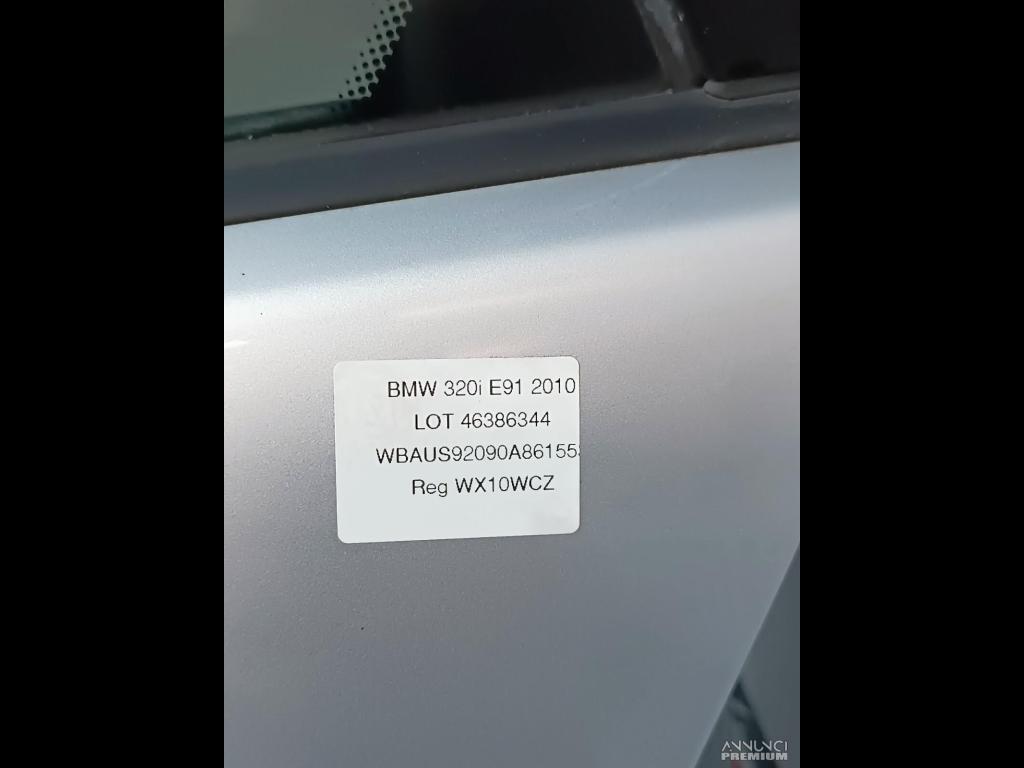 BMW 320i E91 2010
LOT 46386344
WBAUS92090A86155
Reg WX10WCZ
ANNUNCI
PREMIUM